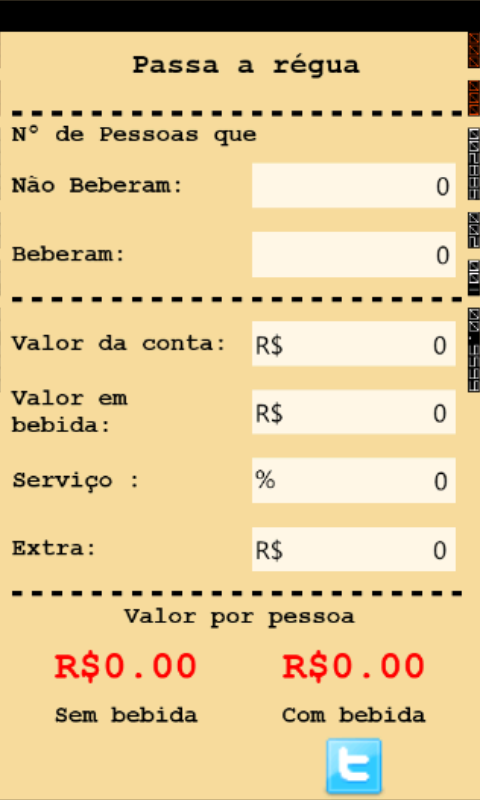 Passa a régua
Nº de Pessoas que
Não Beberam: 0
Beberam: 0
Valor da conta: R$ 0
Valor em
bebida: R$ 0
Serviço : % 0
Extra: R$ 0
Valor por pessoa
R$0.00 R$0.00
Sem bebida Com bebida